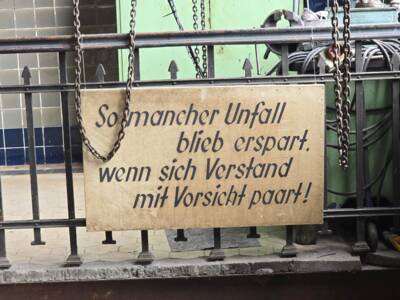 So mancher Unfall
blieb erspart,
wenn sich Verstand
mit Vorsicht paart!